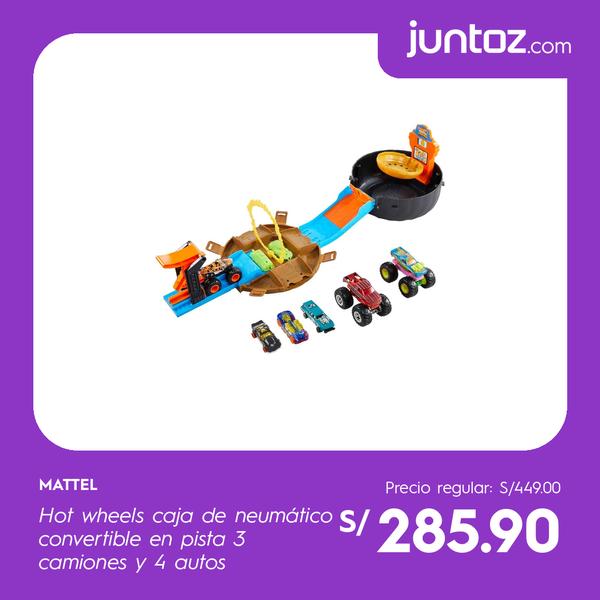 juntoz.com
MATTEL
Hot wheels caja de neumático
convertible en pista 3
camiones y 4 autos
Precio regular: S/449.00
S/ 285.90